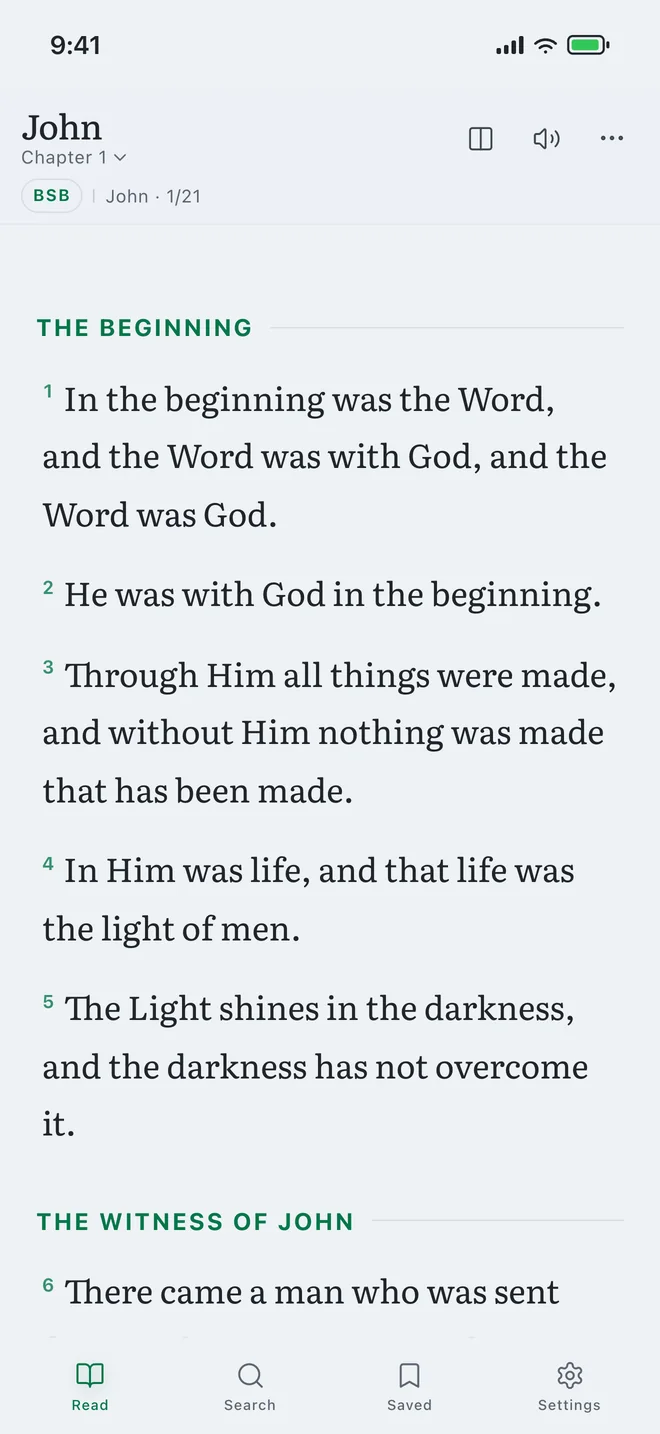 9:41
John
Chapter 1
BSB | John · 1/21
THE BEGINNING
1 In the beginning was the Word,
and the Word was with God, and the
Word was God.
2 He was with God in the beginning.
3 Through Him all things were made,
and without Him nothing was made
that has been made.
4 In Him was life, and that life was
the light of men.
5 The Light shines in the darkness,
and the darkness has not overcome
it.
THE WITNESS OF JOHN
6 There came a man who was sent
Read Search Saved Settings